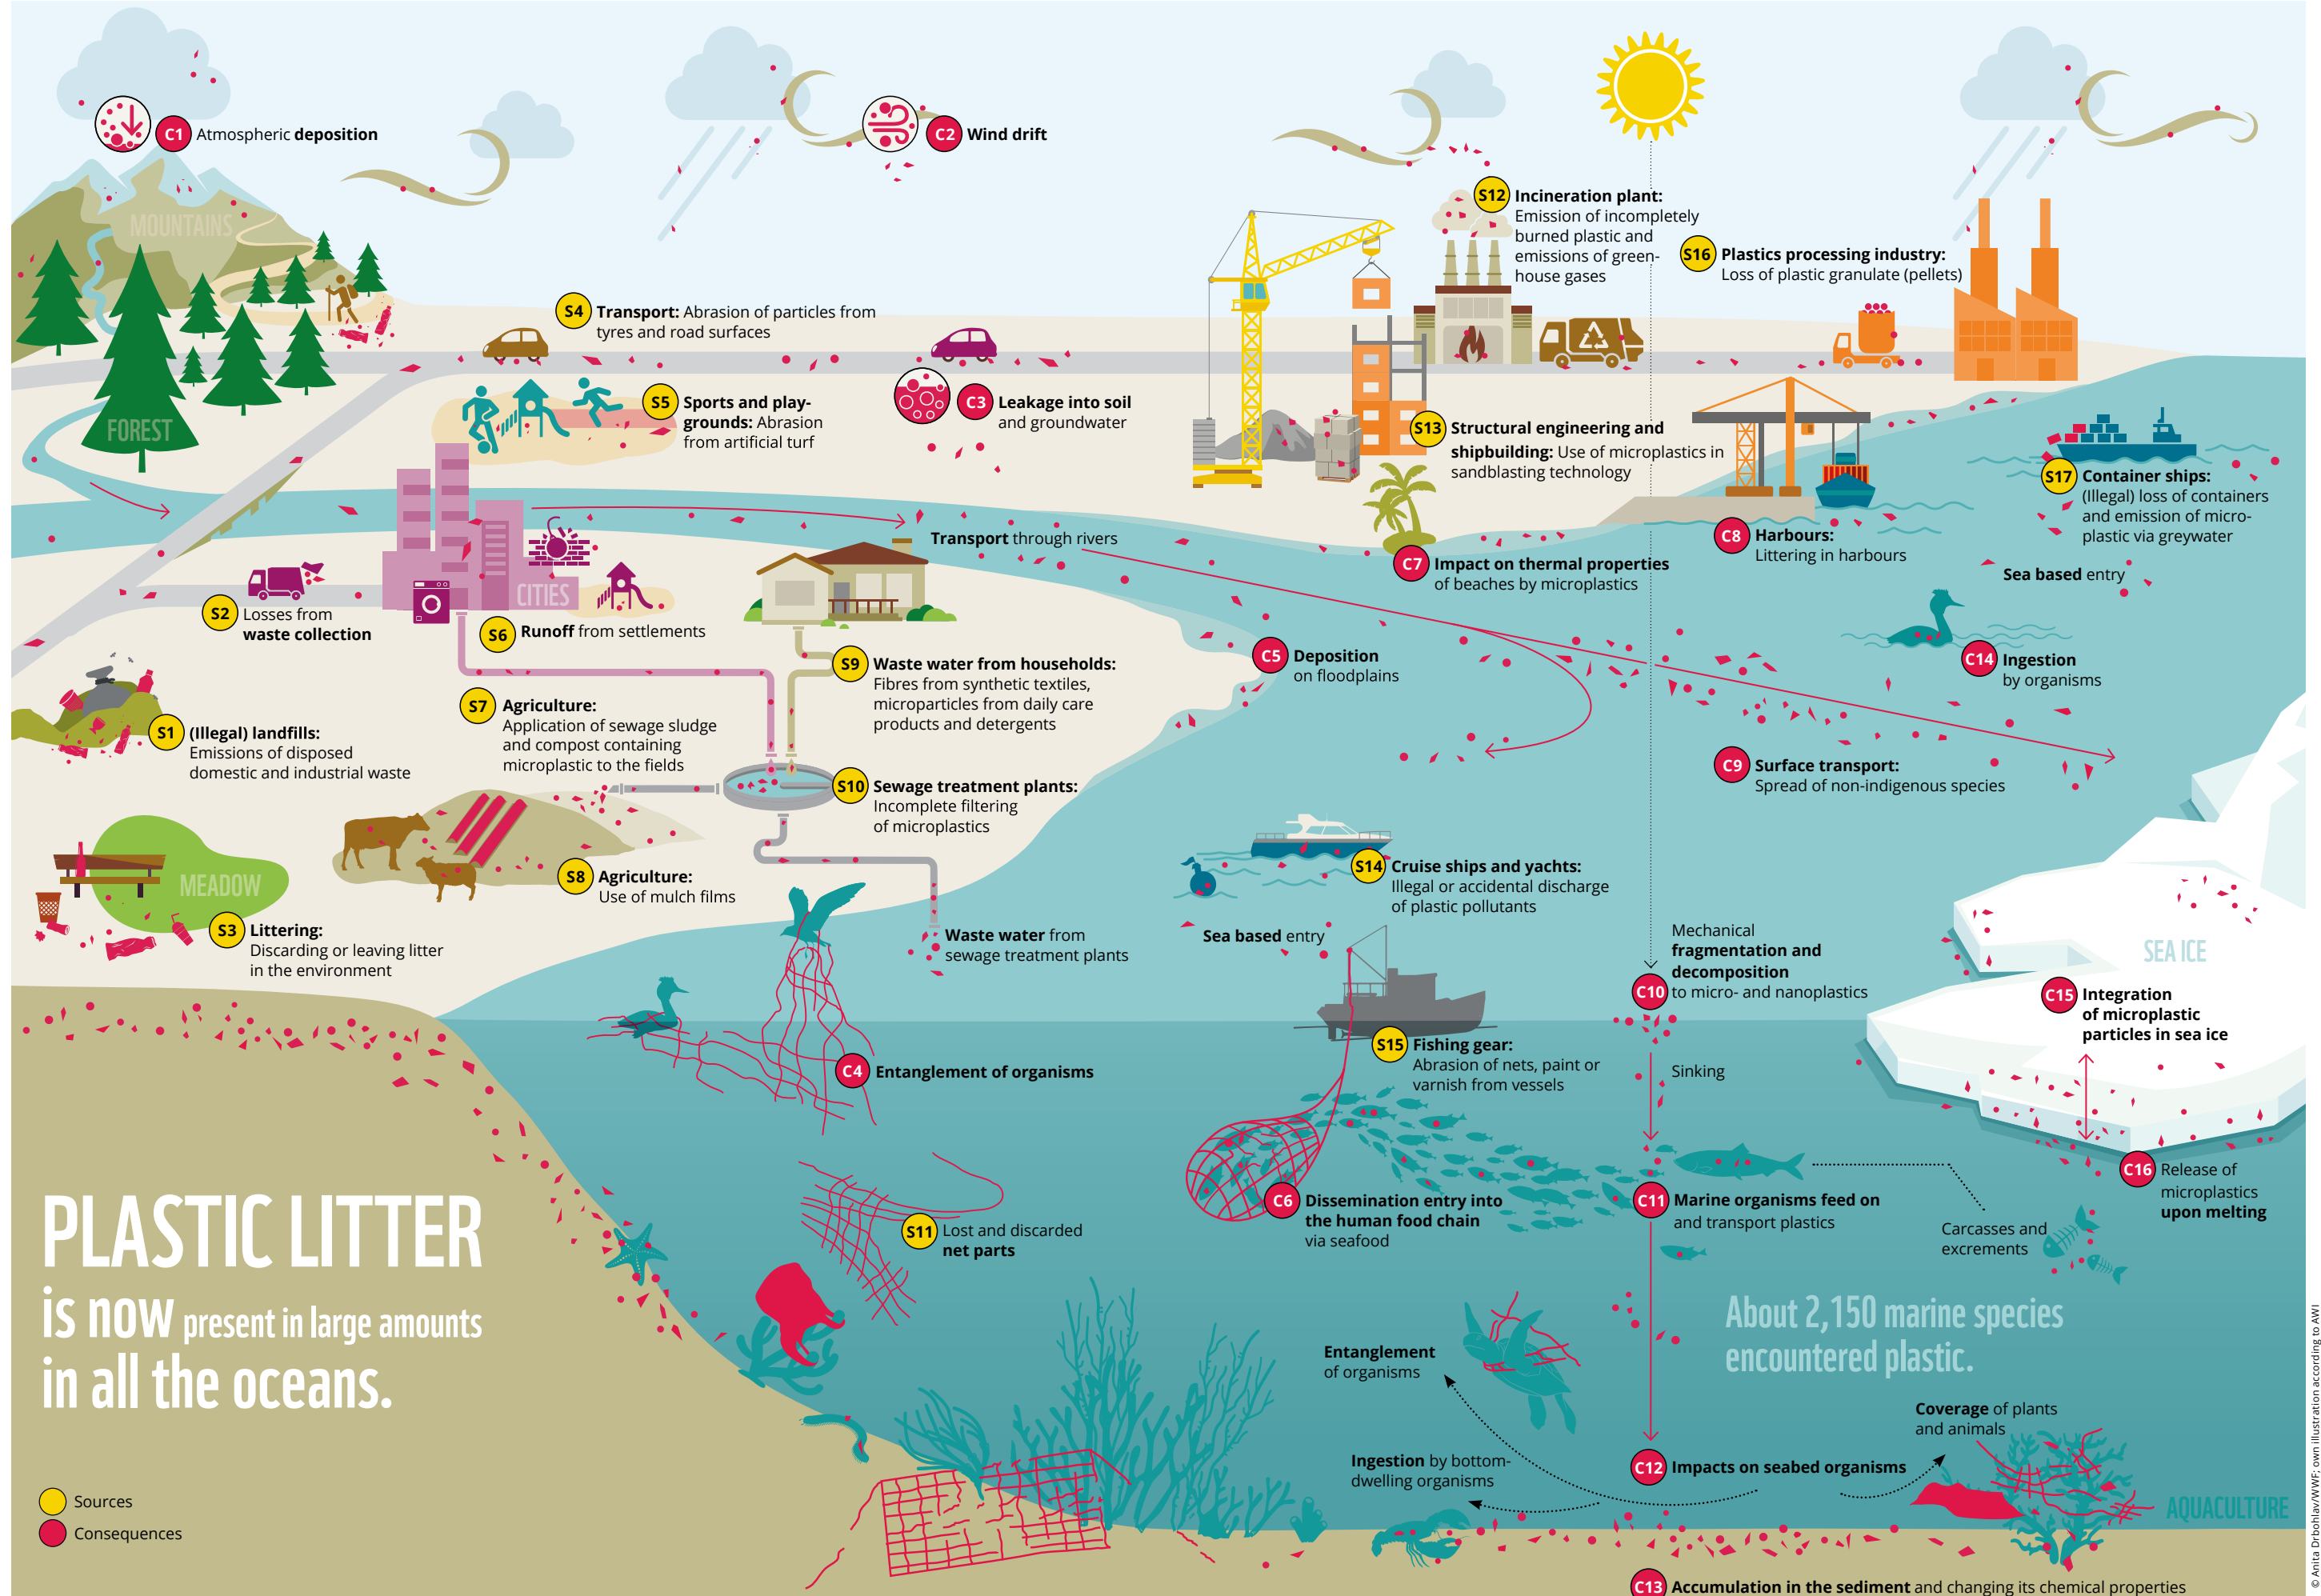 C1 Atmospheric deposition
C2 Wind drift
MOUNTAINS
FOREST
S4 Transport: Abrasion of particles from
tyres and road surfaces
S12 Incineration plant:
Emission of incompletely
burned plastic and
emissions of green-
house gases
S16 Plastics processing industry:
Loss of plastic granulate (pellets)
S5 Sports and play-
grounds: Abrasion
from artificial turf
C3 Leakage into soil
and groundwater
S13 Structural engineering and
shipbuilding: Use of microplastics in
sandblasting technology
S17 Container ships:
(Illegal) loss of containers
and emission of micro-
plastic via greywater
Sea based entry
Transport through rivers
C7 Impact on thermal properties
of beaches by microplastics
C8 Harbours:
Littering in harbours
CITIES
S2 Losses from
waste collection
S6 Runoff from settlements
S9 Waste water from households:
Fibres from synthetic textiles,
microparticles from daily care
products and detergents
C5 Deposition
on floodplains
C14 Ingestion
by organisms
S1 (Illegal) landfills:
Emissions of disposed
domestic and industrial waste
S7 Agriculture:
Application of sewage sludge
and compost containing
microplastic to the fields
S10 Sewage treatment plants:
Incomplete filtering
of microplastics
C9 Surface transport:
Spread of non-indigenous species
MEADOW
S8 Agriculture:
Use of mulch films
S3 Littering:
Discarding or leaving litter
in the environment
Waste water from
sewage treatment plants
S14 Cruise ships and yachts:
Illegal or accidental discharge
of plastic pollutants
Sea based entry
Mechanical
fragmentation and
decomposition
C10 to micro- and nanoplastics
SEA ICE
C15 Integration
of microplastic
particles in sea ice
C4 Entanglement of organisms
S15 Fishing gear:
Abrasion of nets, paint or
varnish from vessels
Sinking
C16 Release of
microplastics
upon melting
S11 Lost and discarded
net parts
C6 Dissemination entry into
the human food chain
via seafood
C11 Marine organisms feed on
and transport plastics
Carcasses and
excrements
PLASTIC LITTER
is now present in large amounts
in all the oceans.
About 2,150 marine species
encountered plastic.
Entanglement
of organisms
Ingestion by bottom-
dwelling organisms
C12 Impacts on seabed organisms
Coverage of plants
and animals
AQUACULTURE
Sources
Consequences
C13 Accumulation in the sediment and changing its chemical properties
© Anita Drbohlav/WWF; own illustration according to AWI